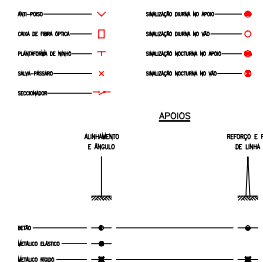 ANTI-POISO
CAIXA DE FIBRA ÓPTICA
PLANTAFORMA DE NINHO
SALVA-PÁSSARO
SECCIONADOR
SINALIZAÇÃO DIURNA NO APOIO
SINALIZAÇÃO DIURNA NO VÃO
SINALIZAÇÃO NOCTURNA NO APOIO
SINALIZAÇÃO NOCTURNA NO VÃO
APOIOS
ALINHAMENTO
E ÂNGULO
REFORÇO E F
DE LINHA
BETÃO
METÁLICO ELÁSTICO
METÁLICO RÍGIDO